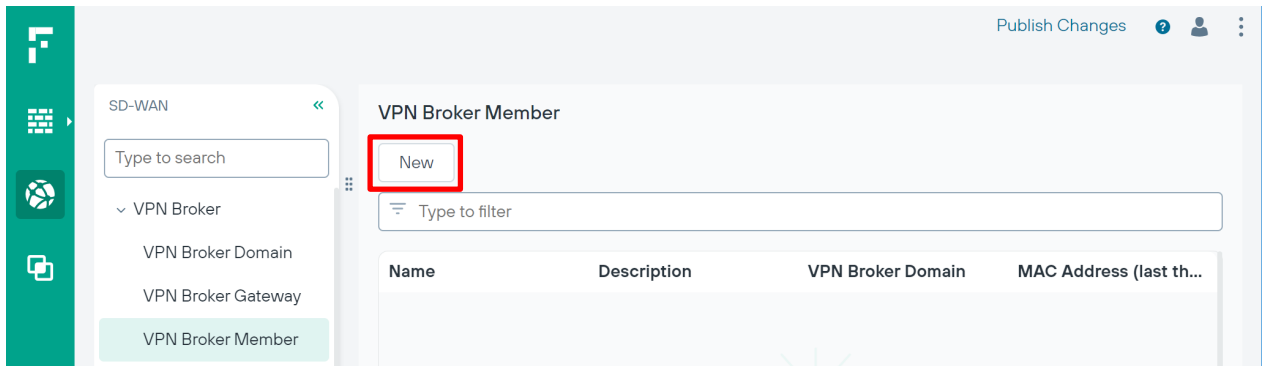 Publish Changes
SD-WAN
Type to search
VPN Broker
VPN Broker Domain
VPN Broker Gateway
VPN Broker Member
VPN Broker Member
New
Type to filter
Name Description VPN Broker Domain MAC Address (last th...